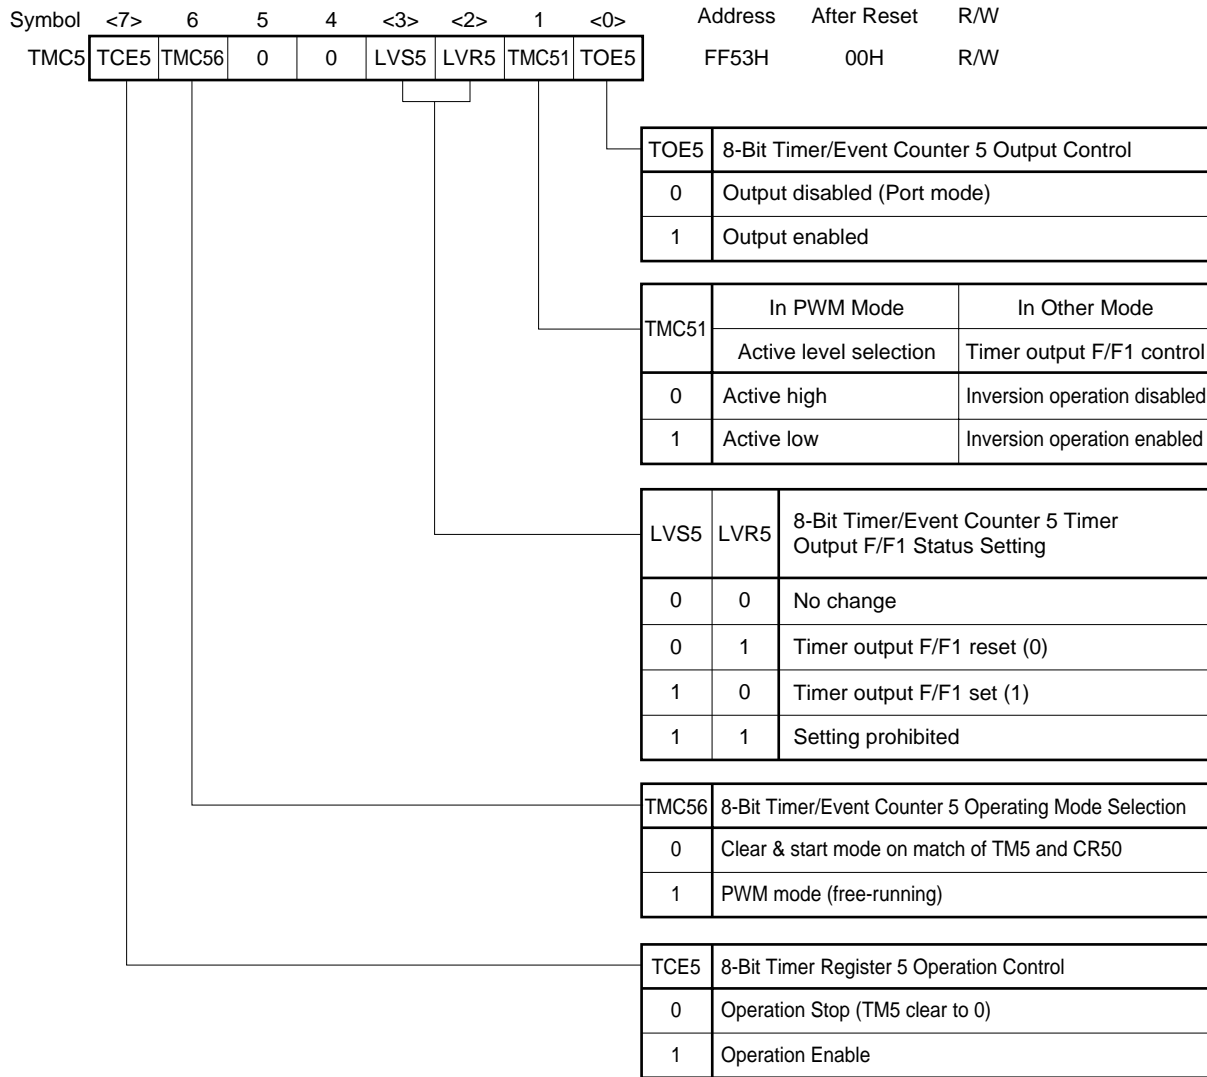 Symbol <7> 6 5 4 <3> <2> 1 <0> Address After Reset R/W
TMC5 TCE5 TMC56 0 0 LVS5 LVR5 TMC51 TOE5 FF53H 00H R/W
TOE5 8-Bit Timer/Event Counter 5 Output Control
0 Output disabled (Port mode)
1 Output enabled
TMC51 In PWM Mode In Other Mode
Active level selection Timer output F/F1 control
0 Active high Inversion operation disabled
1 Active low Inversion operation enabled
LVS5 LVR5 8-Bit Timer/Event Counter 5 Timer
Output F/F1 Status Setting
0 0 No change
0 1 Timer output F/F1 reset (0)
1 0 Timer output F/F1 set (1)
1 1 Setting prohibited
TMC56 8-Bit Timer/Event Counter 5 Operating Mode Selection
0 Clear & start mode on match of TM5 and CR50
1 PWM mode (free-running)
TCE5 8-Bit Timer Register 5 Operation Control
0 Operation Stop (TM5 clear to 0)
1 Operation Enable